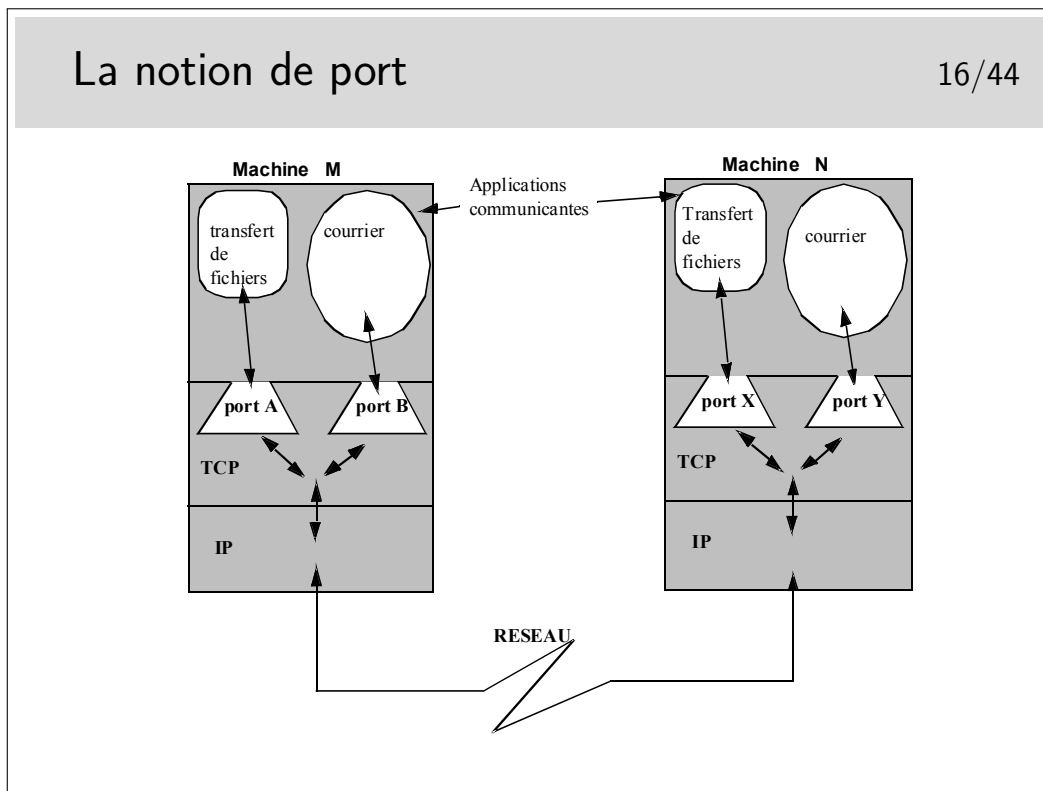 La notion de port
16/44
Machine M
transfert
de
fichiers
courrier
port A
port B
TCP
IP
Applications
communicantes
Machine N
Transfert
de
fichiers
courrier
port X
port Y
TCP
IP
RESEAU